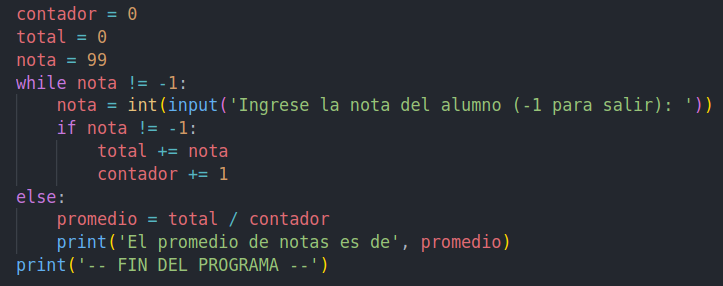 contador = 0
total = 0
nota = 99
while nota != -1:
    nota = int(input('Ingrese la nota del alumno (-1 para salir): '))
    if nota != -1:
        total += nota
        contador += 1
else:
    promedio = total / contador
    print('El promedio de notas es de', promedio)
print('-- FIN DEL PROGRAMA --')